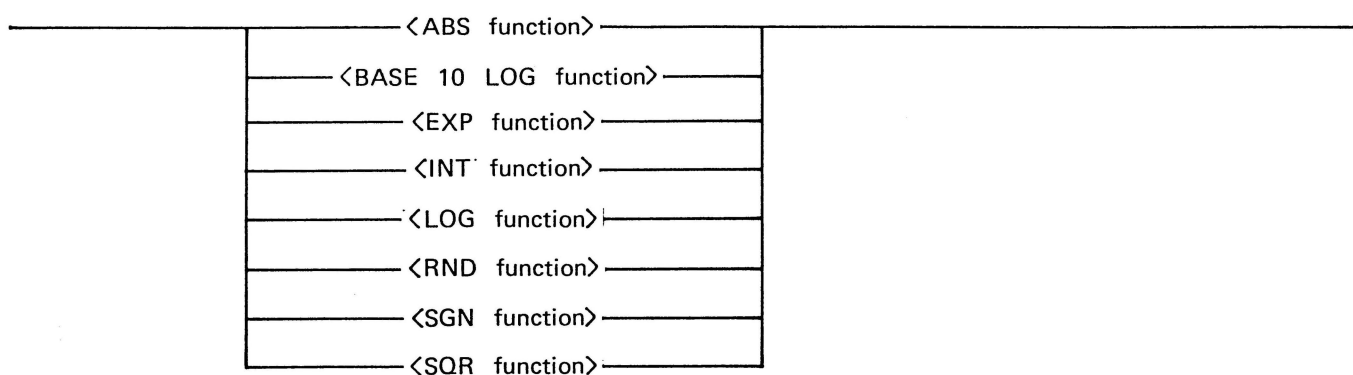 <ABS function>
<BASE 10 LOG function>
<EXP function>
<INT function>
<LOG function>
<RND function>
<SGN function>
<SQR function>